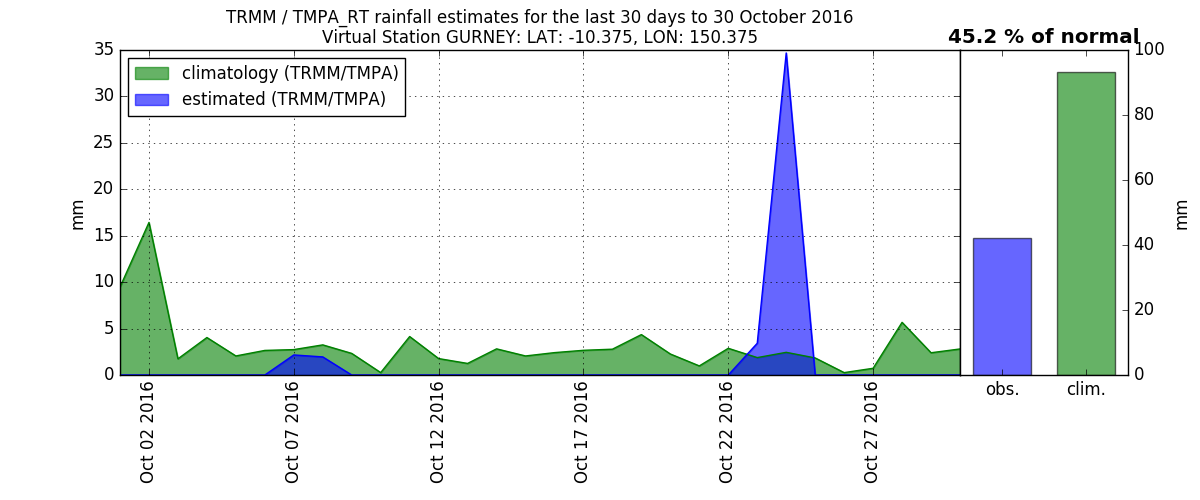 TRMM / TMPA_RT rainfall estimates for the last 30 days to 30 October 2016
Virtual Station GURNEY: LAT: -10.375, LON: 150.375
45.2 % of normal
climatology (TRMM/TMPA)
estimated (TRMM/TMPA)
mm
35
30
25
20
15
10
5
0
Oct 02 2016
Oct 07 2016
Oct 12 2016
Oct 17 2016
Oct 22 2016
Oct 27 2016
obs.
clim.
100
80
60
40
20
0
mm